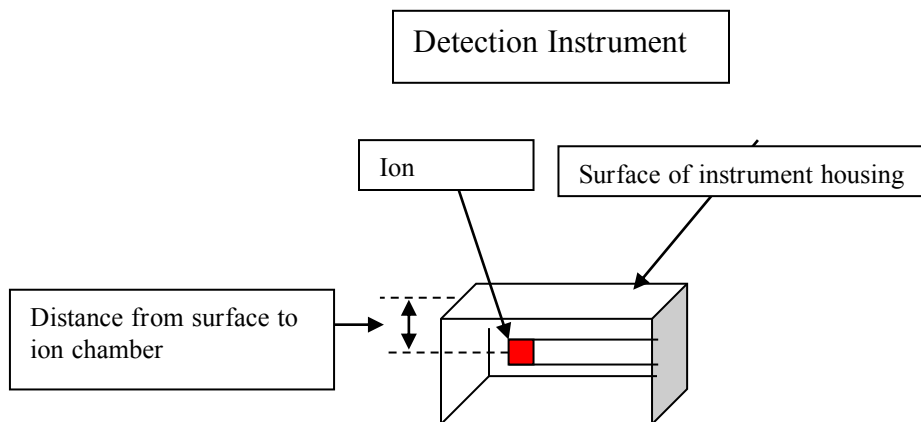 Detection Instrument
Ion
Surface of instrument housing
Distance from surface to
ion chamber